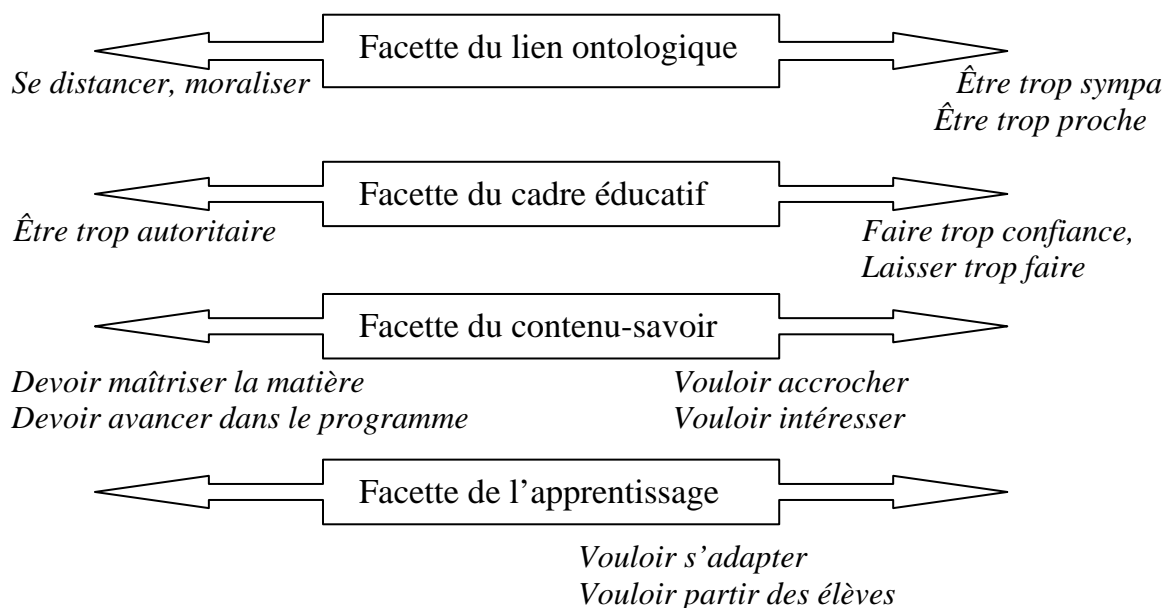 Facette du lien ontologique
Se distancer, moraliser
Être trop sympa
Être trop proche
Facette du cadre éducatif
Être trop autoritaire
Faire trop confiance,
Laisser trop faire
Facette du contenu-savoir
Devoir maîtriser la matière
Devoir avancer dans le programme
Vouloir accrocher
Vouloir intéresser
Facette de l’apprentissage
Vouloir s’adapter
Vouloir partir des élèves